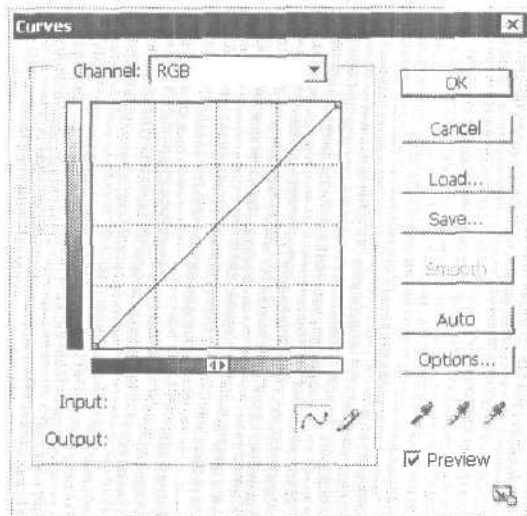 Curves
Channel: RGB
OK
Cancel
Load...
Save...
Smooth
Auto
Options...
Input:
Output:
Preview